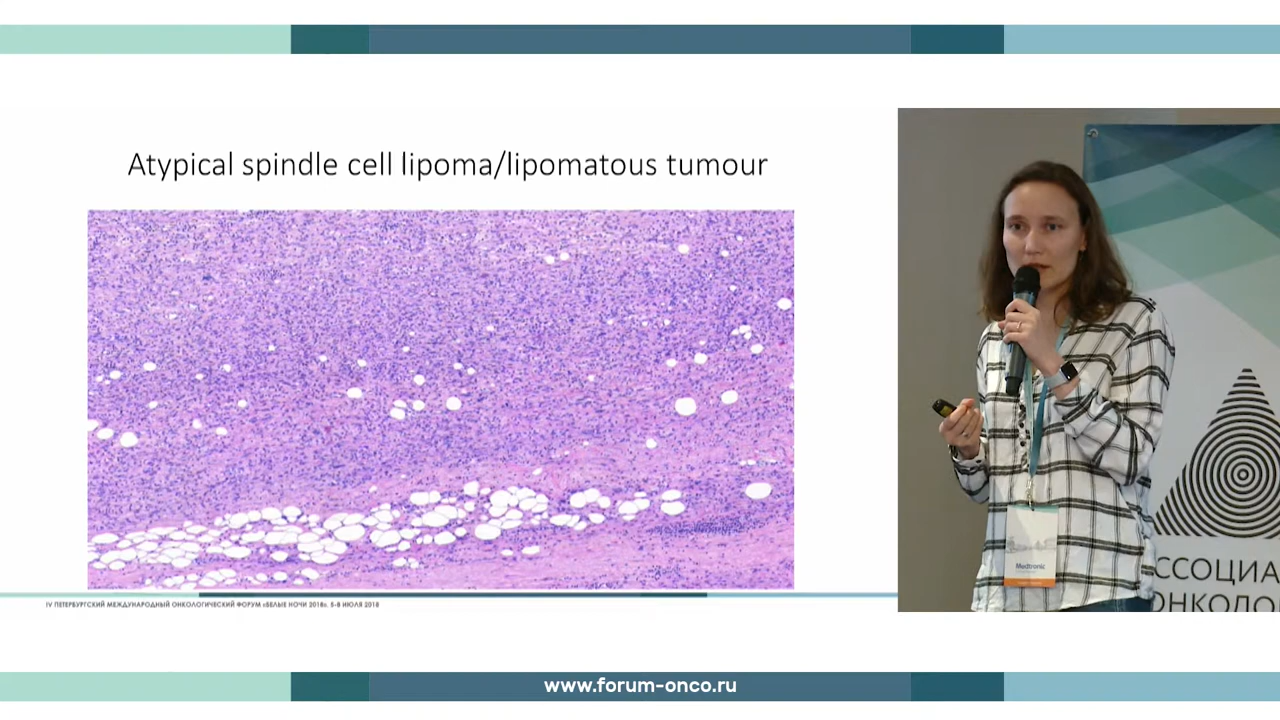 Atypical spindle cell lipoma/lipomatous tumour
Medtronic
ССОЦИА
ОНКОЛО
IV ПЕТЕРБУРГСКИЙ МЕЖДУНАРОДНЫЙ ОНКОЛОГИЧЕСКИЙ ФОРУМ «БЕЛЫЕ НОЧИ 2018». 5-8 ИЮЛЯ 2018
www.forum-onco.ru